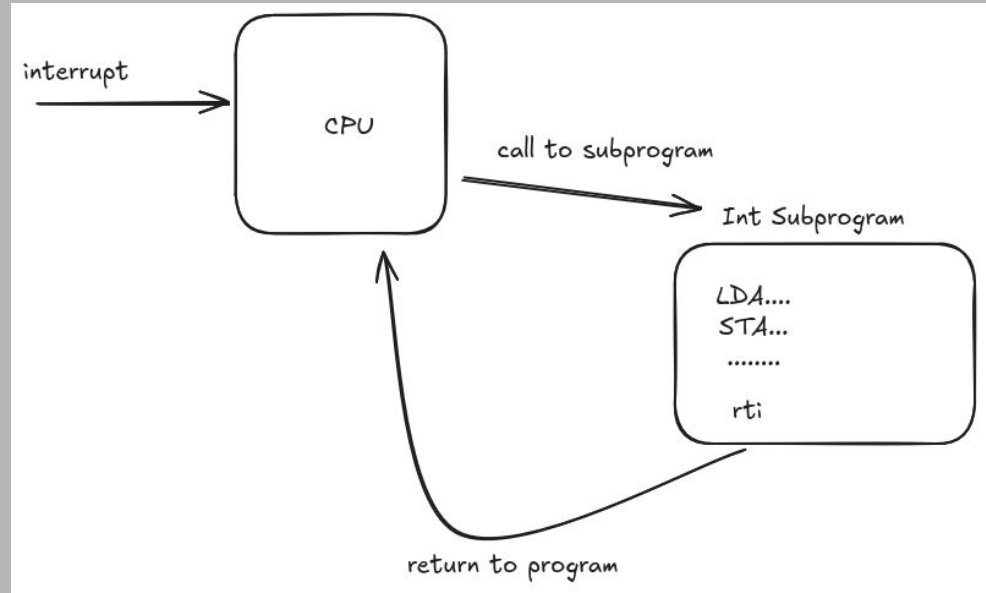 interrupt
CPU
call to subprogram
Int Subprogram
LDA....
STA...
........
rti
return to program